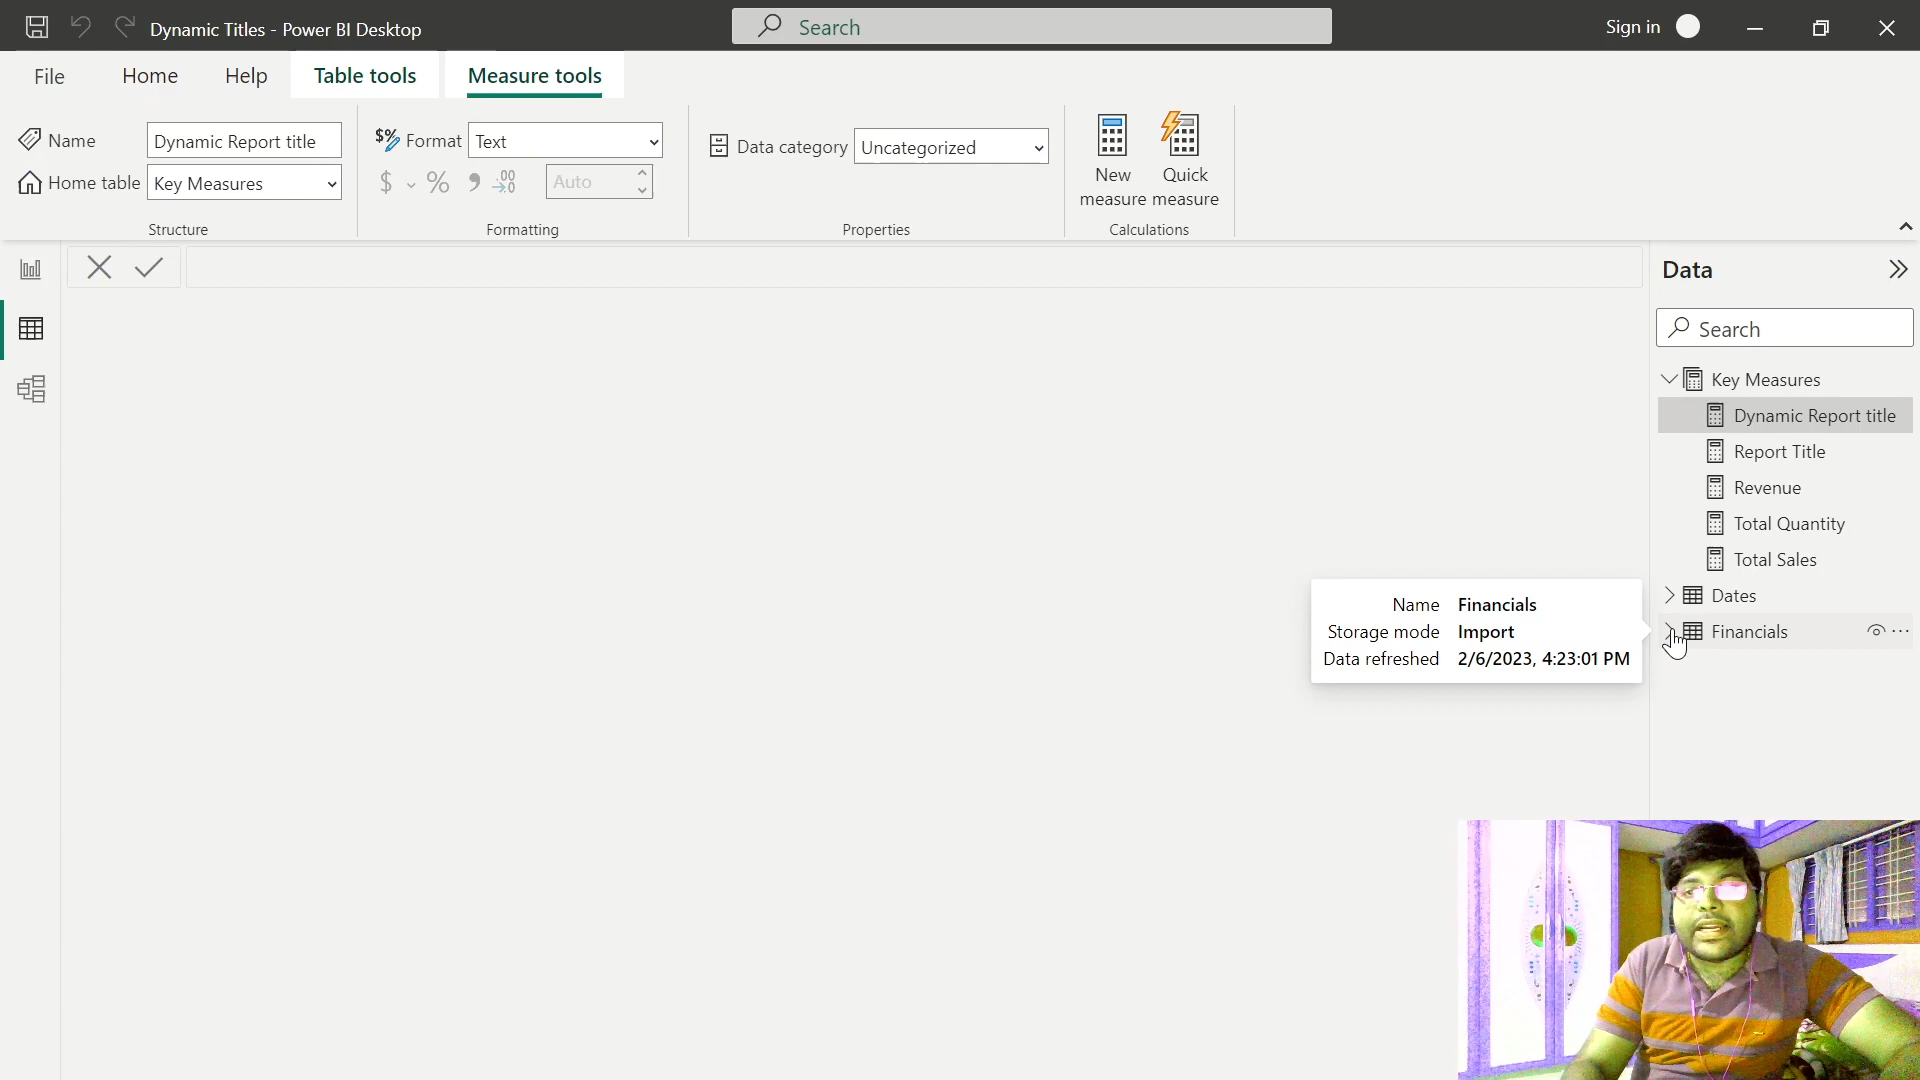 Dynamic Titles - Power BI Desktop
Search
Sign in
File
Home
Help
Table tools
Measure tools
Name
Dynamic Report title
Home table
Key Measures
Structure
$% Format
Text
$ % , .00
Auto
Formatting
Data category
Uncategorized
Properties
New measure
Quick measure
Calculations
Data
Search
Key Measures
Dynamic Report title
Report Title
Revenue
Total Quantity
Total Sales
Dates
Financials
Name Financials
Storage mode Import
Data refreshed 2/6/2023, 4:23:01 PM